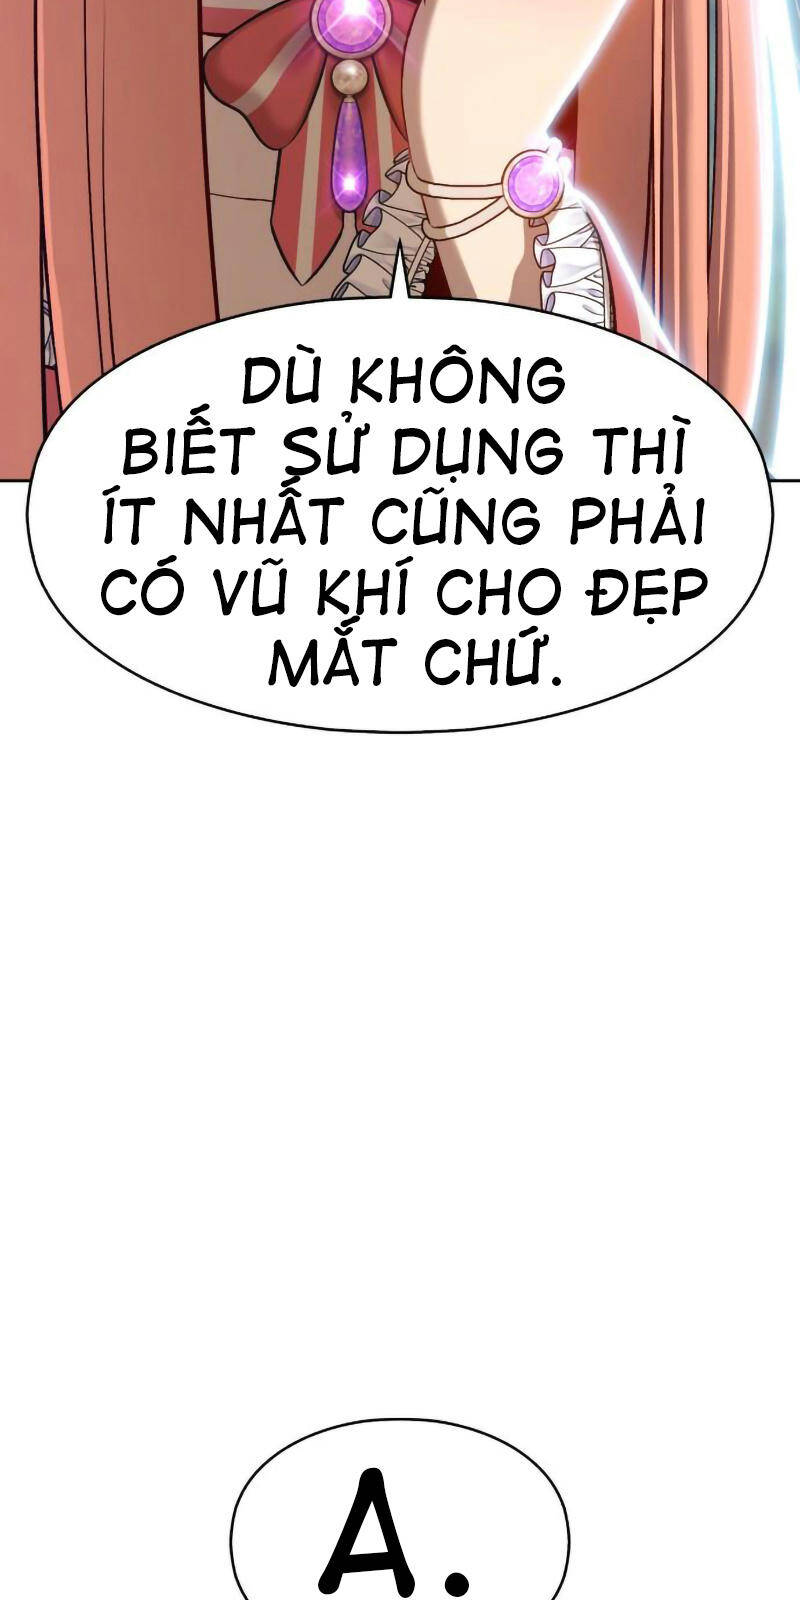 DÙ KHÔNG
BIẾT SỬ DỤNG THÌ
ÍT NHẤT CŨNG PHẢI
CÓ VŨ KHÍ CHO ĐẸP
MẮT CHỨ.
A.